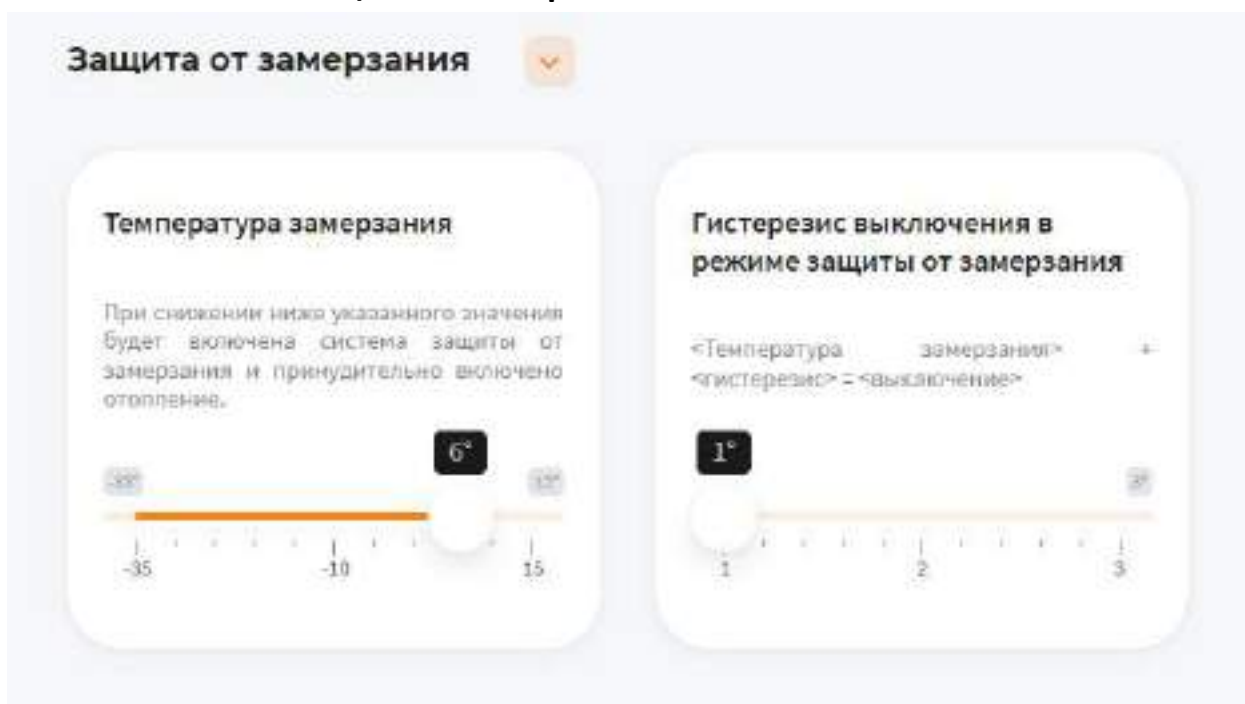 Защита от замерзания
Температура замерзания
При снижении ниже указанного значения
будет включена система защиты от
замерзания и принудительно включено
отопление.
6°
-35°
15°
-35
-10
15
Гистерезис выключения в
режиме защиты от замерзания
<Температура замерзания> +
<гистерезис> = <выключение>
1°
3°
1
2
3